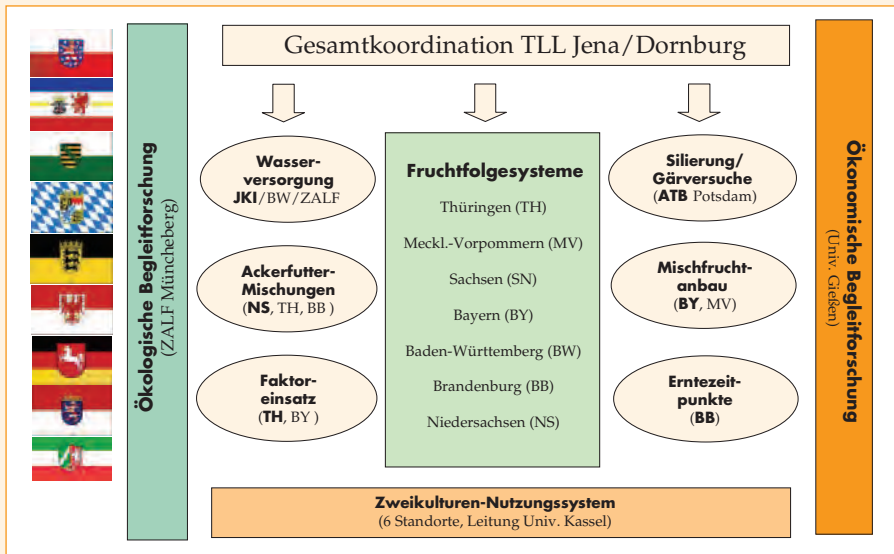 Gesamtkoordination TLL Jena/Dornburg
Ökologische Begleitforschung
(ZALF Müncheberg)
Wasser-
versorgung
JKI/BW/ZALF
Ackerfutter-
Mischungen
(NS, TH, BB )
Faktor-
einsatz
(TH, BY )
Fruchtfolgesysteme
Thüringen (TH)
Meckl.-Vorpommern (MV)
Sachsen (SN)
Bayern (BY)
Baden-Württemberg (BW)
Brandenburg (BB)
Niedersachsen (NS)
Silierung/
Gärversuche
(ATB Potsdam)
Mischfrucht-
anbau
(BY, MV)
Erntezeit-
punkte
(BB)
Ökonomische Begleitforschung
(Univ. Gießen)
Zweikulturen-Nutzungssystem
(6 Standorte, Leitung Univ. Kassel)